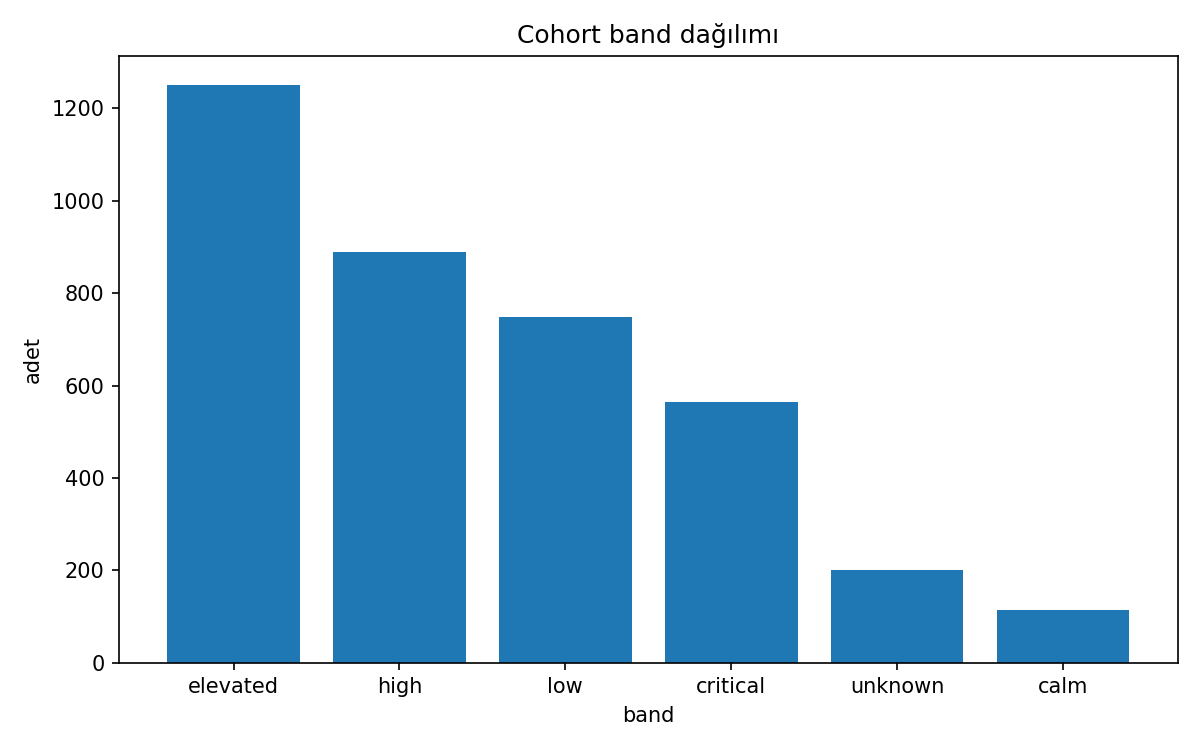 Cohort band dağılımı
1200
1000
800
600
400
200
0
adet
elevated high low critical unknown calm
band